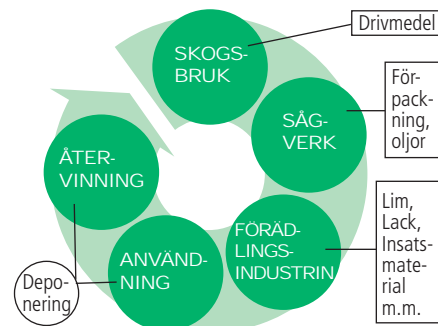 Drivmedel
SKOGS-
BRUK
SÅG-
VERK
För-
pack-
ning,
oljor
FÖRÄD-
LINGS-
INDUSTRIN
Lim,
Lack,
Insats-
mate-
rial
m.m.
ANVÄND-
NING
ÅTER-
VINNING
Depo-
nering